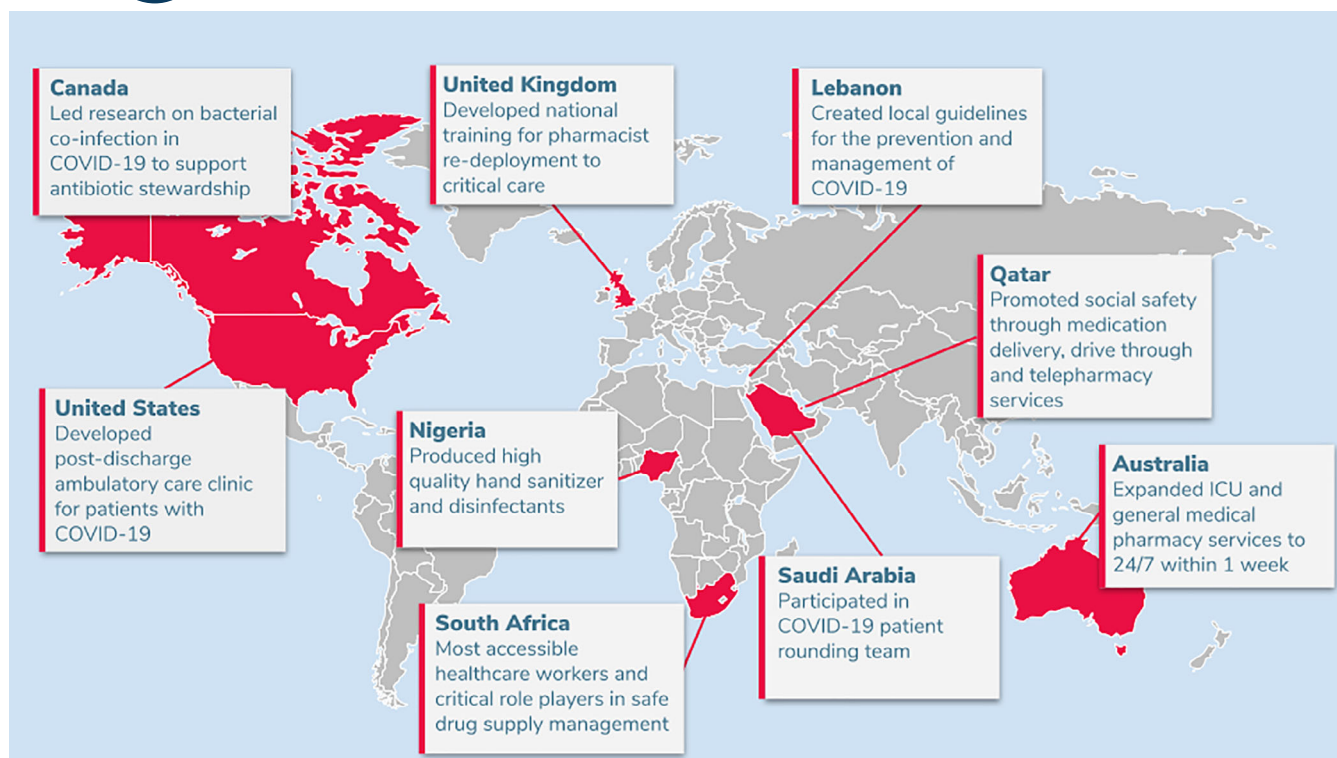 Canada
Led research on bacterial
co-infection in
COVID-19 to support
antibiotic stewardship
United Kingdom
Developed national
training for pharmacist
re-deployment to
critical care
Lebanon
Created local guidelines
for the prevention and
management of
COVID-19
Qatar
Promoted social safety
through medication
delivery, drive through
and telepharmacy
services
United States
Developed
post-discharge
ambulatory care clinic
for patients with
COVID-19
Nigeria
Produced high
quality hand sanitizer
and disinfectants
Australia
Expanded ICU and
general medical
pharmacy services to
24/7 within 1 week
South Africa
Most accessible
healthcare workers and
critical role players in safe
drug supply management
Saudi Arabia
Participated in
COVID-19 patient
rounding team